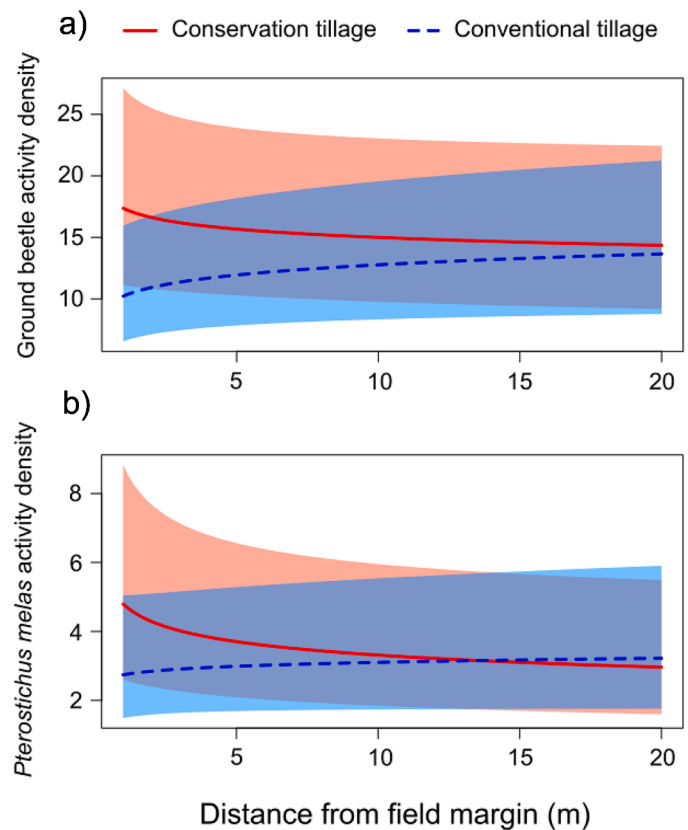 a) Conservation tillage Conventional tillage
Ground beetle activity density
25
20
15
10
5 10 15 20
b)
Pterostichus melas activity density
8
6
4
2
5 10 15 20
Distance from field margin (m)